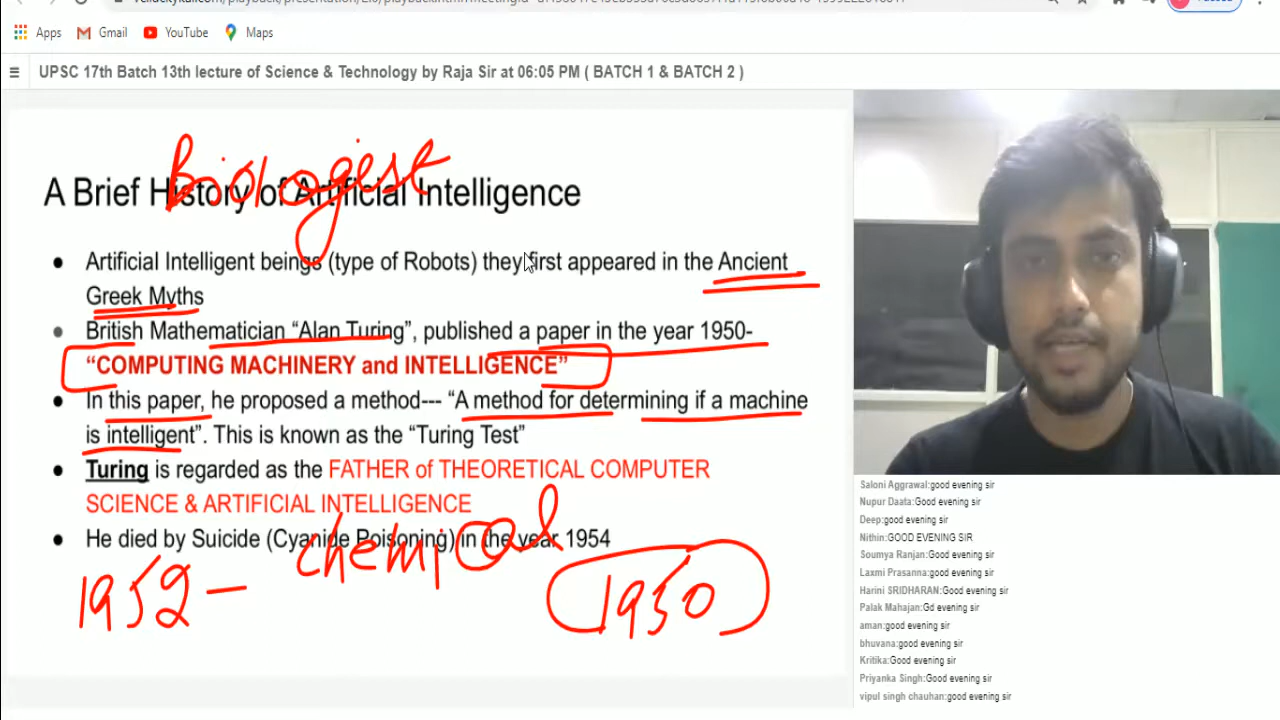 Apps Gmail YouTube Maps
UPSC 17th Batch 13th lecture of Science & Technology by Raja Sir at 06:05 PM ( BATCH 1 & BATCH 2 )
Biologist
A Brief History of Artificial Intelligence
● Artificial Intelligent beings (type of Robots) they first appeared in the Ancient
Greek Myths
● British Mathematician “Alan Turing”, published a paper in the year 1950-
“COMPUTING MACHINERY and INTELLIGENCE”
● In this paper, he proposed a method--- “A method for determining if a machine
is intelligent”. This is known as the “Turing Test”
● Turing is regarded as the FATHER of THEORETICAL COMPUTER
SCIENCE & ARTIFICIAL INTELLIGENCE
● He died by Suicide (Cyanide Poisoning) in the year 1954
chemical
1952 -
1950
Saloni Aggrawal:good evening sir
Nupur Daata:Good evening sir
Deep:good evening sir
Nithin:GOOD EVENING SIR
Soumya Ranjan:Good evening sir
Laxmi Prasanna:good evening sir
Harini SRIDHARAN:good evening sir
Palak Mahajan:Gd evening sir
aman:good evening sir
bhuvana:good evening sir
Kritika:Good evening sir
Priyanka Singh:Good evening sir
vipul singh chauhan:good evening sir